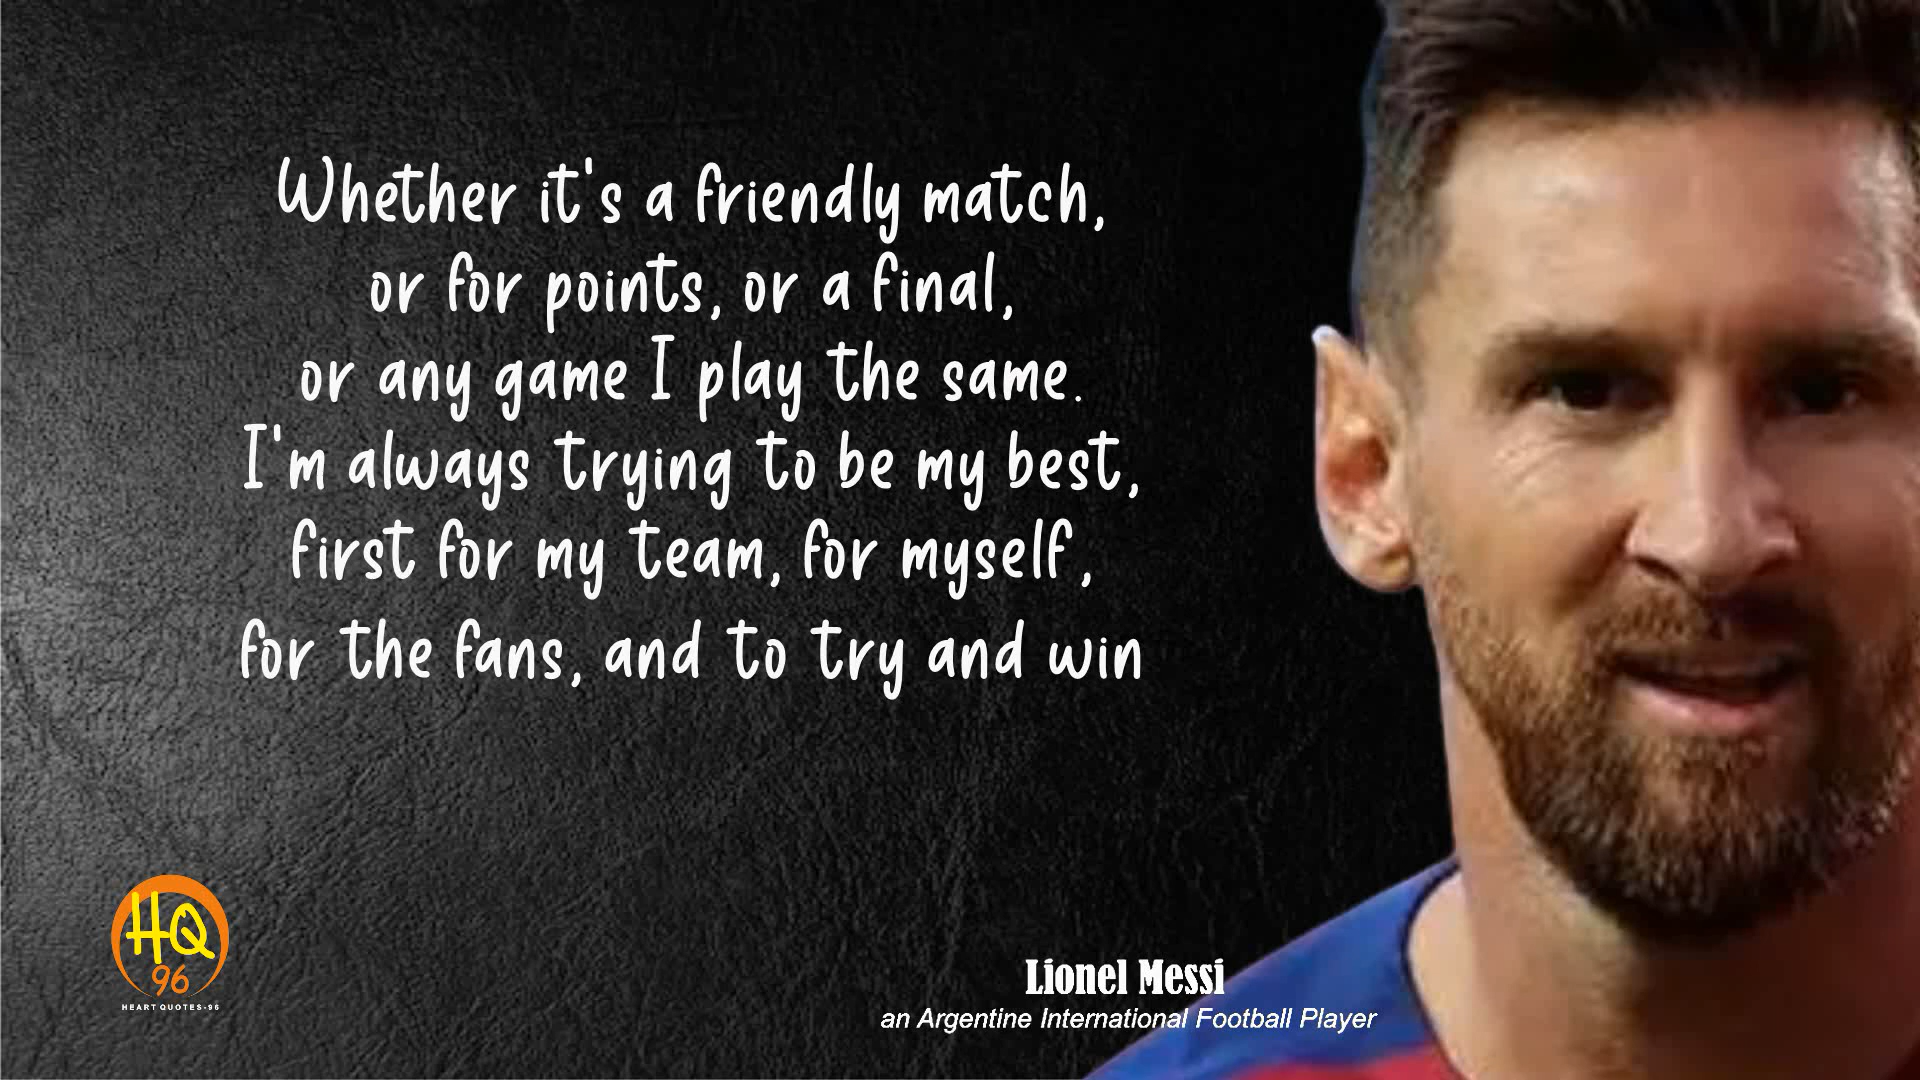 Whether it's a friendly match,
or for points, or a final,
or any game I play the same.
I'm always trying to be my best,
first for my team, for myself,
for the fans, and to try and win
HQ
96
HEART QUOTES-96
Lionel Messi
an Argentine International Football Player